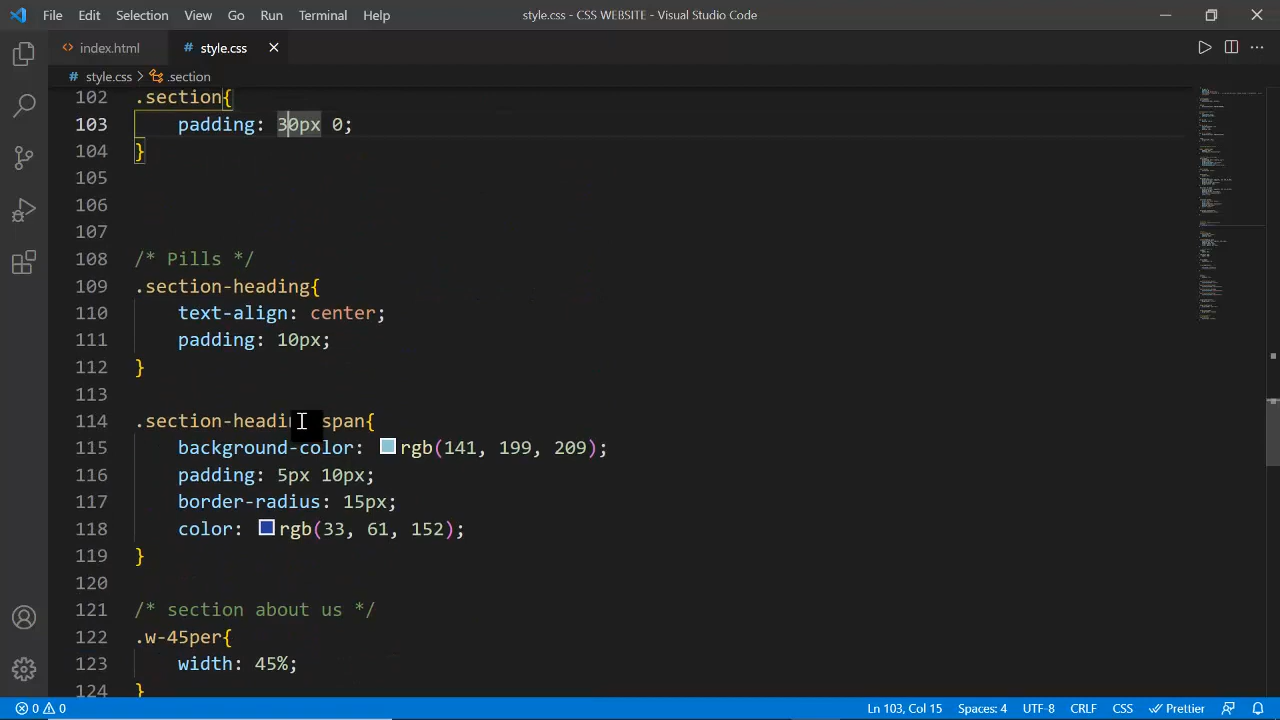 File Edit Selection View Go Run Terminal Help style.css - CSS WEBSITE - Visual Studio Code
index.html # style.css
# style.css > .section
102 .section{
103 padding: 30px 0;
104 }
105
106
107
108 /* Pills */
109 .section-heading{
110 text-align: center;
111 padding: 10px;
112 }
113
114 .section-heading span{
115 background-color: rgb(141, 199, 209);
116 padding: 5px 10px;
117 border-radius: 15px;
118 color: rgb(33, 61, 152);
119 }
120
121 /* section about us */
122 .w-45per{
123 width: 45%;
124 }
0 0 Ln 103, Col 15 Spaces: 4 UTF-8 CRLF CSS Prettier